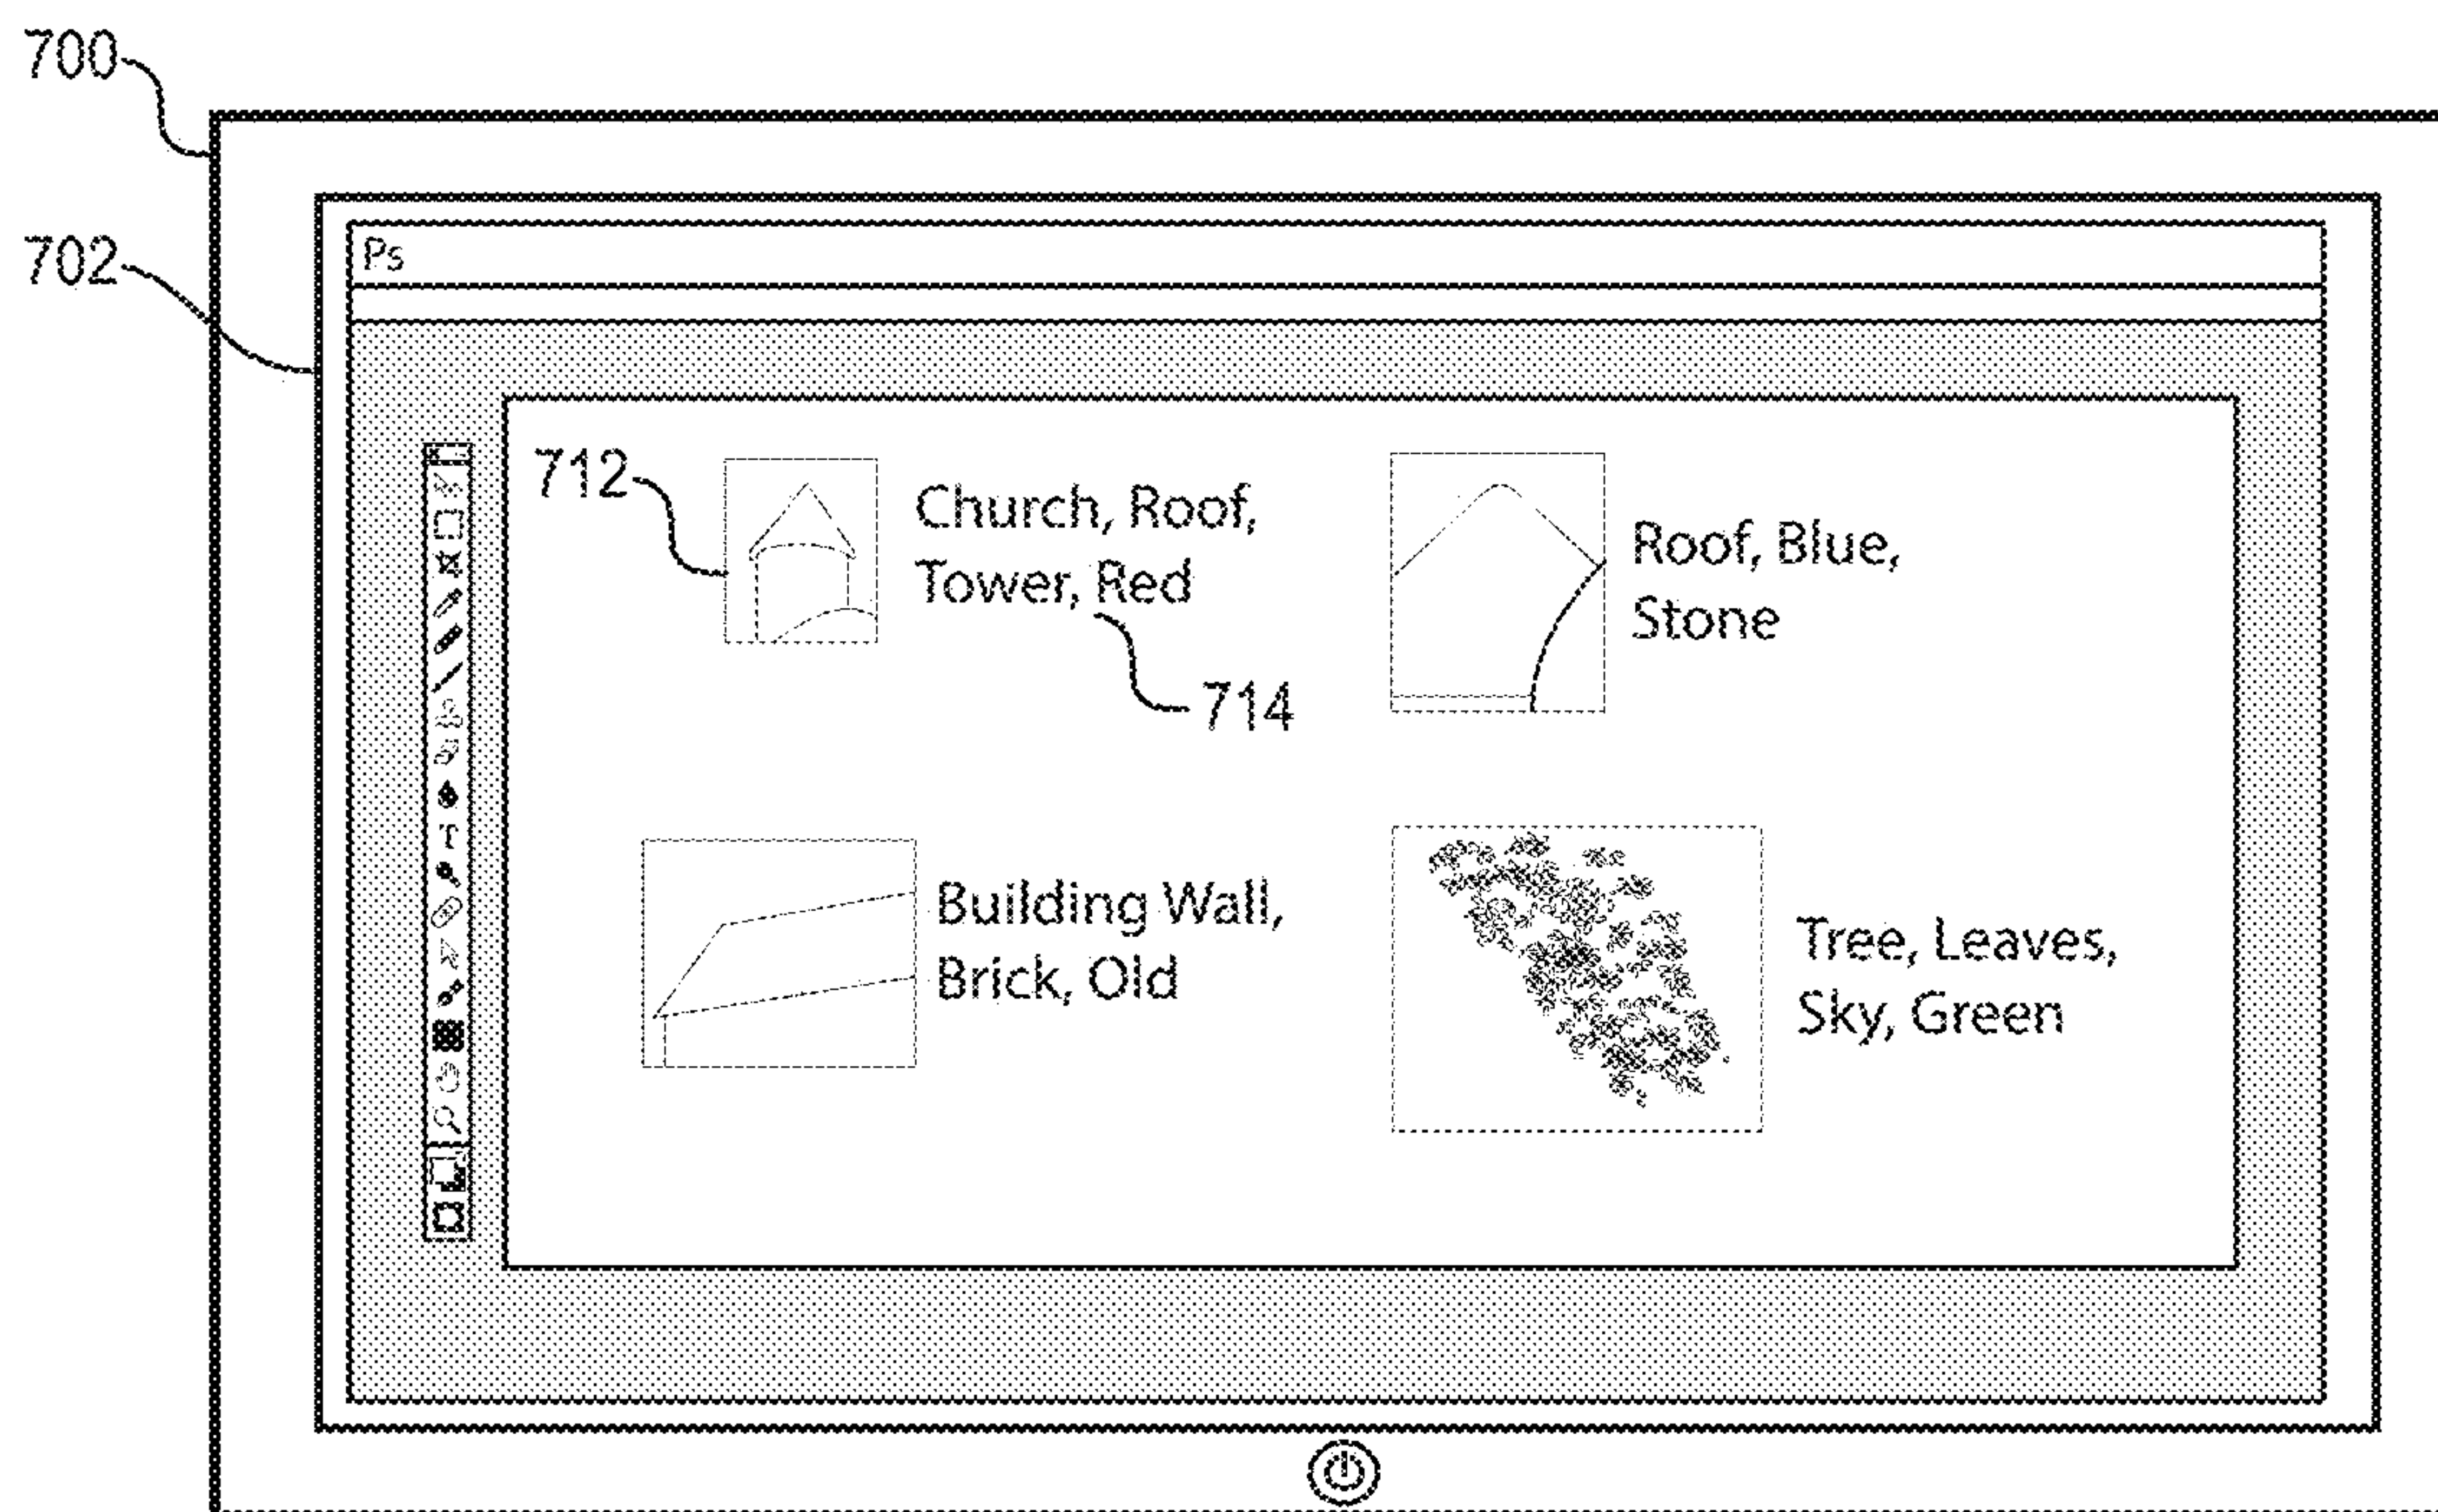 700
702
Ps
712
Church, Roof,
Tower, Red
714
Roof, Blue,
Stone
Building Wall,
Brick, Old
Tree, Leaves,
Sky, Green